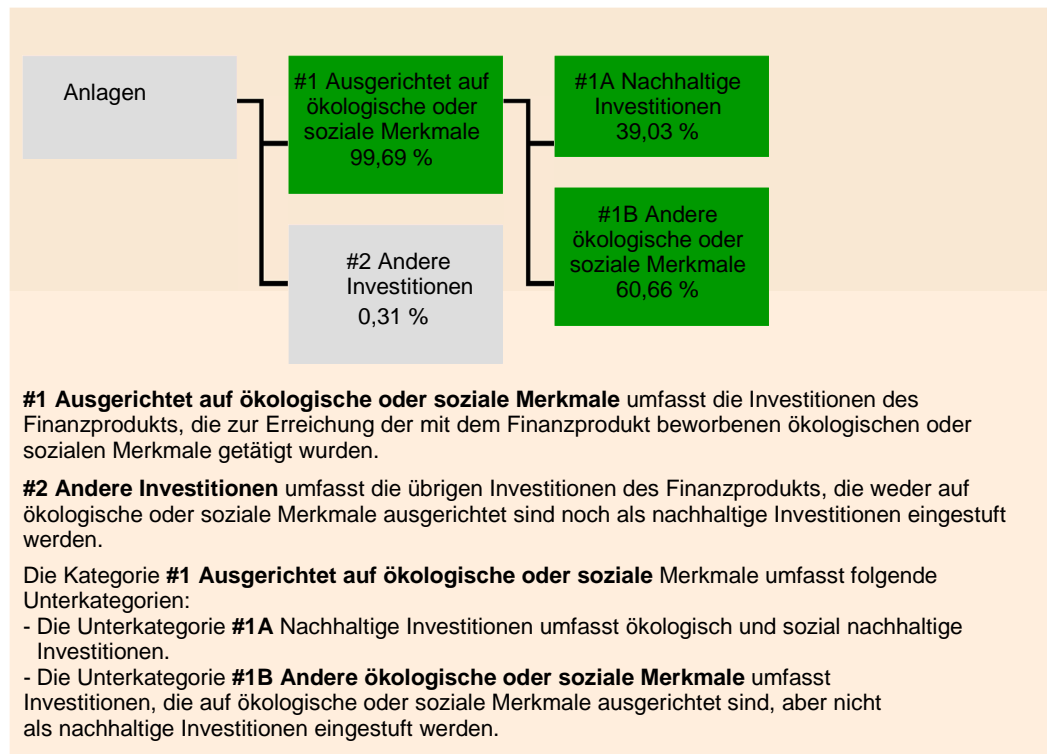 Anlagen
#1 Ausgerichtet auf
ökologische oder
soziale Merkmale
99,69 %
#1A Nachhaltige
Investitionen
39,03 %
#2 Andere
Investitionen
0,31 %
#1B Andere
ökologische oder
soziale Merkmale
60,66 %
#1 Ausgerichtet auf ökologische oder soziale Merkmale umfasst die Investitionen des
Finanzprodukts, die zur Erreichung der mit dem Finanzprodukt beworbenen ökologischen oder
sozialen Merkmale getätigt wurden.
#2 Andere Investitionen umfasst die übrigen Investitionen des Finanzprodukts, die weder auf
ökologische oder soziale Merkmale ausgerichtet sind noch als nachhaltige Investitionen eingestuft
werden.
Die Kategorie #1 Ausgerichtet auf ökologische oder soziale Merkmale umfasst folgende
Unterkategorien:
- Die Unterkategorie #1A Nachhaltige Investitionen umfasst ökologisch und sozial nachhaltige
Investitionen.
- Die Unterkategorie #1B Andere ökologische oder soziale Merkmale umfasst
Investitionen, die auf ökologische oder soziale Merkmale ausgerichtet sind, aber nicht
als nachhaltige Investitionen eingestuft werden.